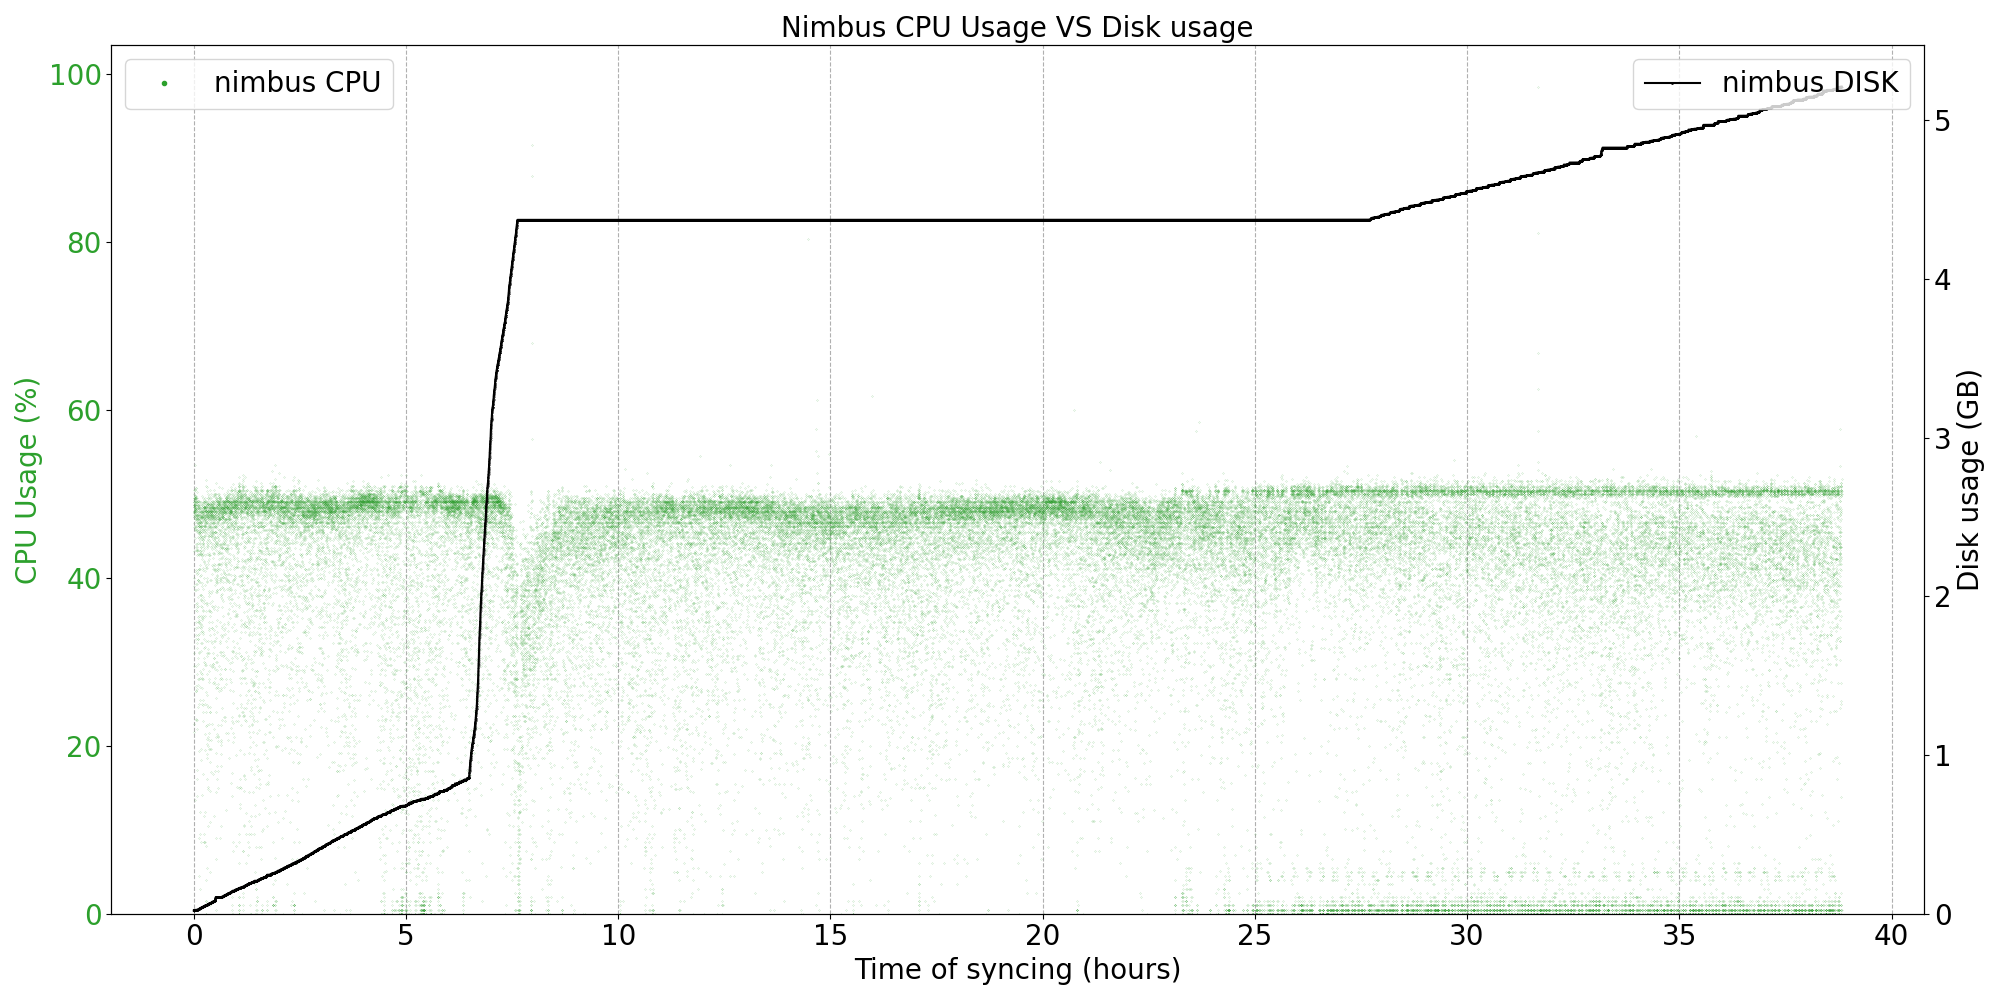 Nimbus CPU Usage VS Disk usage
nimbus CPU
nimbus DISK
CPU Usage (%)
100
80
60
40
20
0
Disk usage (GB)
5
4
3
2
1
0
0 5 10 15 20 25 30 35 40
Time of syncing (hours)